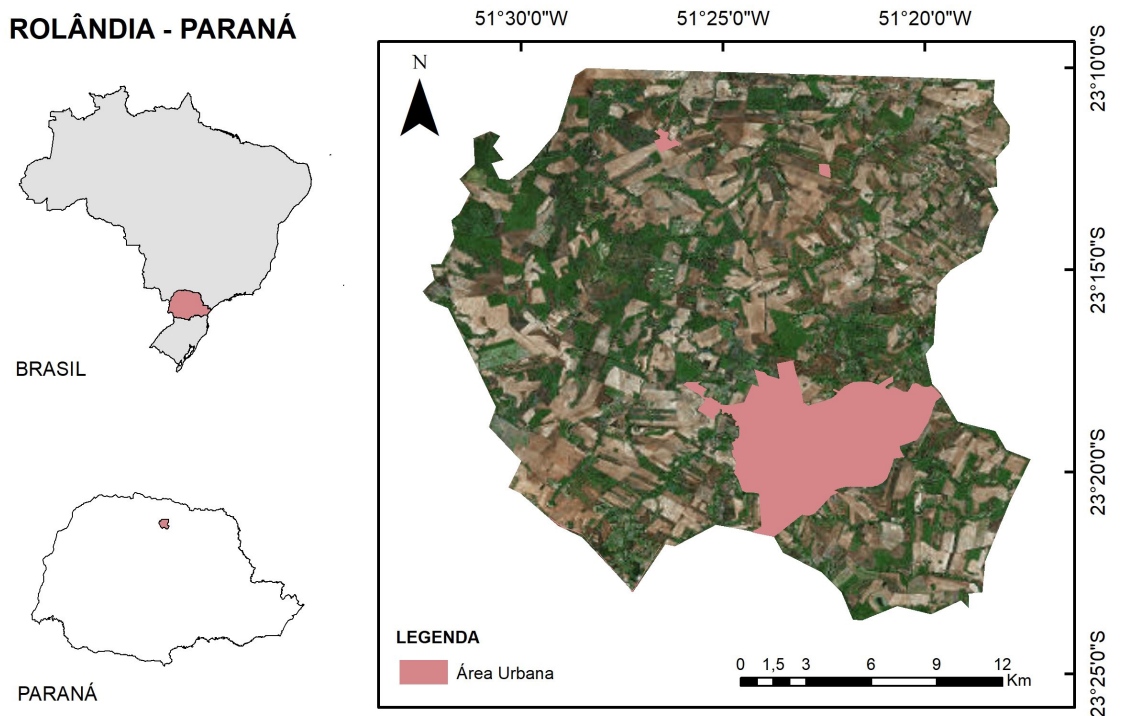 ROLÂNDIA - PARANÁ
BRASIL
PARANÁ
51°30'0"W 51°25'0"W 51°20'0"W
N
23°10'0"S
23°15'0"S
23°20'0"S
23°25'0"S
LEGENDA
Área Urbana
0 1,5 3 6 9 12
Km